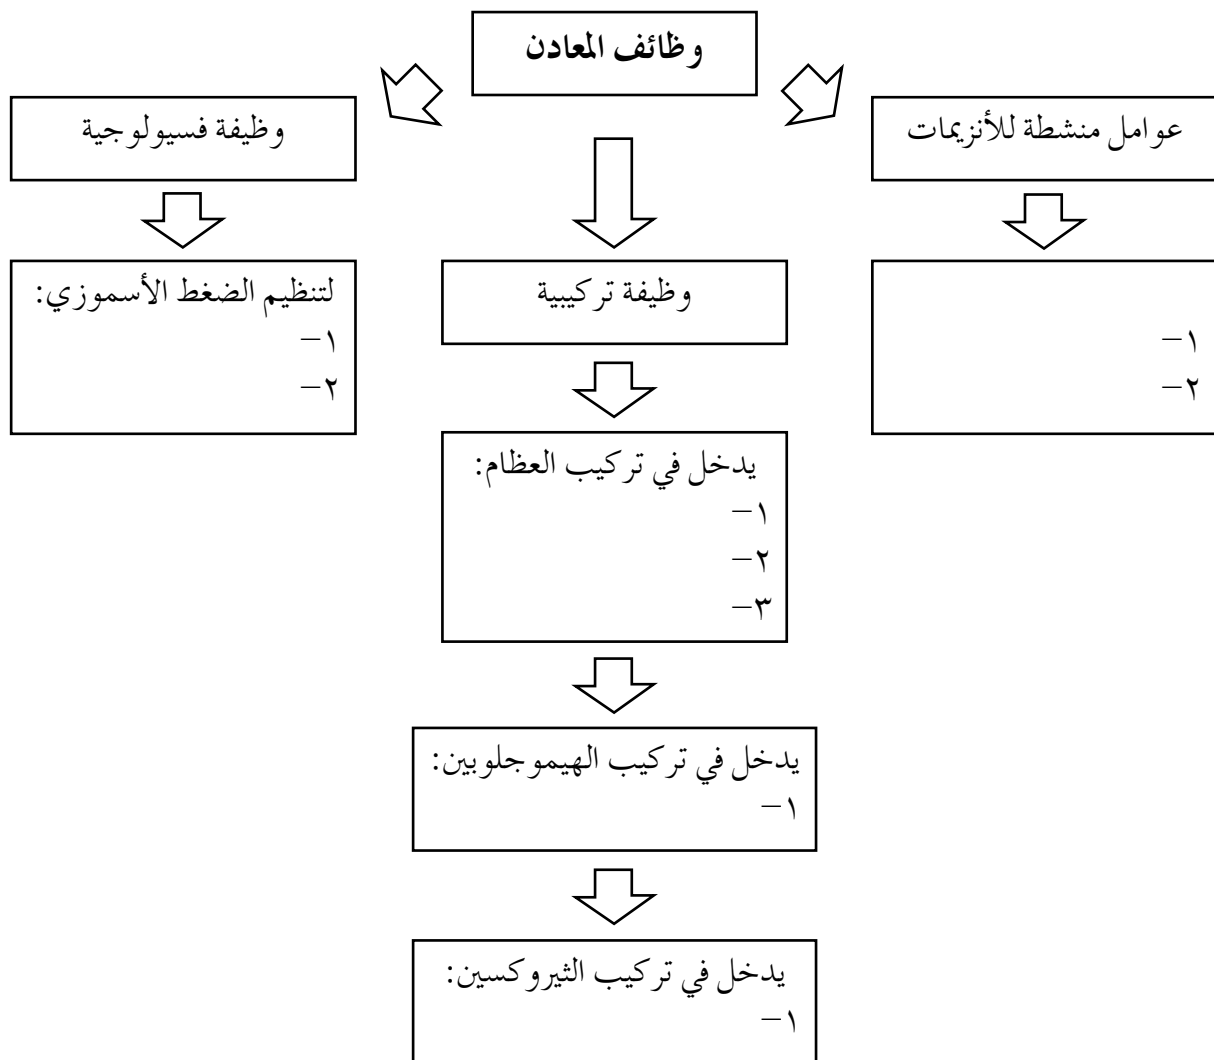 وظائف المعادن
عوامل منشطة للأنزيمات
١-
٢-
وظيفة تركيبية
يدخل في تركيب العظام:
١-
٢-
٣-
يدخل في تركيب الهيموجلوبين:
١-
يدخل في تركيب الثيروكسين:
١-
وظيفة فسيولوجية
لتنظيم الضغط الأسموزي:
١-
٢-